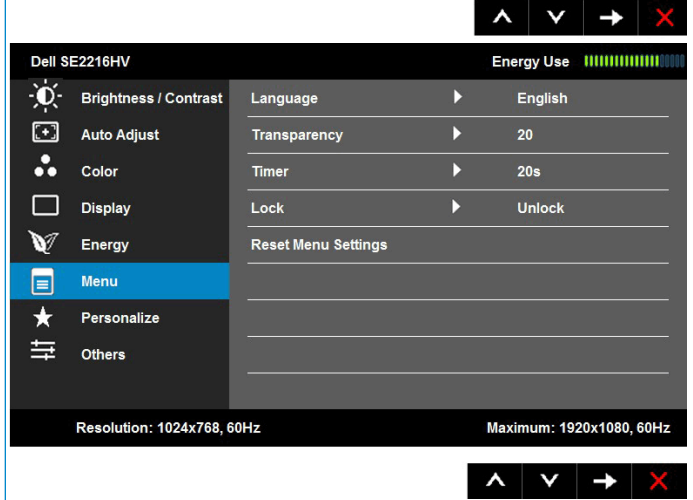 Dell SE2216HV Energy Use
Brightness / Contrast Language English
Auto Adjust Transparency 20
Color Timer 20s
Display Lock Unlock
Energy Reset Menu Settings
Menu
Personalize
Others
Resolution: 1024x768, 60Hz Maximum: 1920x1080, 60Hz